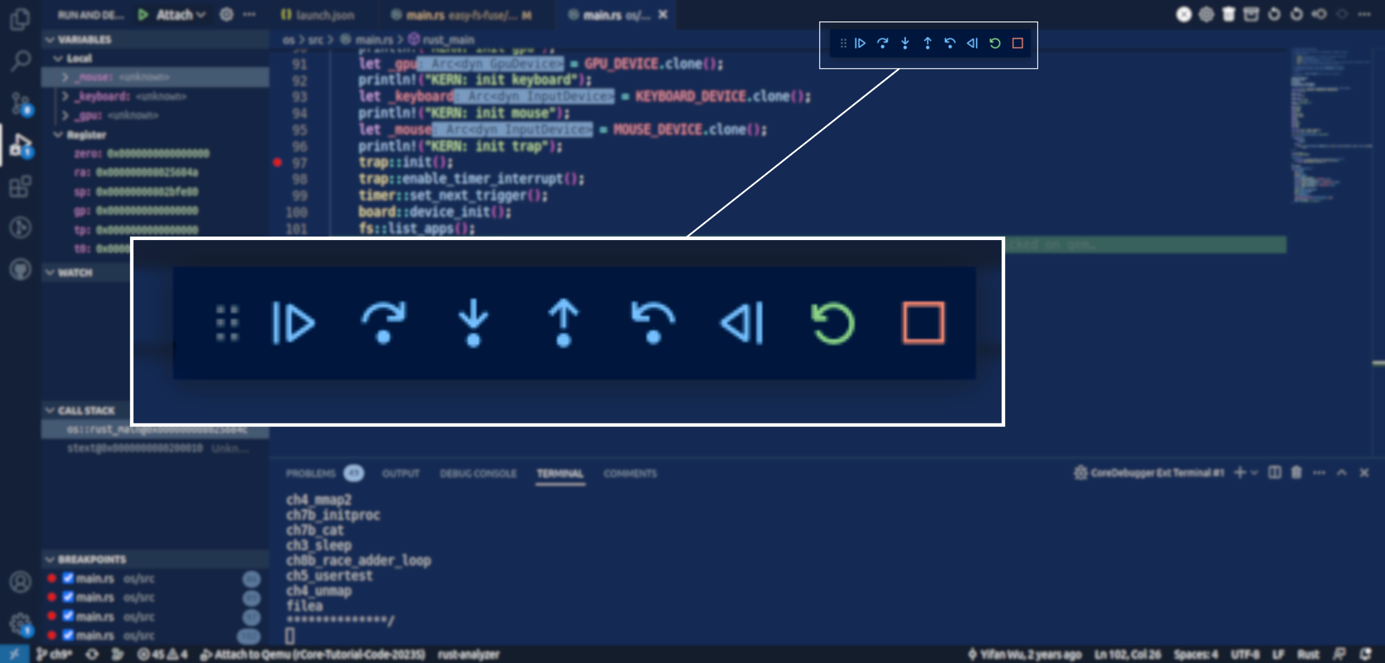 RUN AND DE... Attach
launch.json
main.rs easy-fs-fuse/... M
main.rs os/...
os > src > main.rs > rust_main
VARIABLES
Local
_mouse: <unknown>
_keyboard: <unknown>
_gpu: <unknown>
Register
zero: 0x0000000000000000
ra: 0x000000008025604a
gp: 0x0000000000000000
tp: 0x0000000000000000
WATCH
CALL STACK
stext@0x0000000080200010 Unkn...
BREAKPOINTS
main.rs os/src
main.rs os/src
main.rs os/src
main.rs os/src
println!("KERN: init gpu");
91 let _gpu: Arc<dyn GpuDevice> = GPU_DEVICE.clone();
92 println!("KERN: init keyboard");
93 let _keyboard: Arc<dyn InputDevice> = KEYBOARD_DEVICE.clone();
94 println!("KERN: init mouse");
95 let _mouse: Arc<dyn InputDevice> = MOUSE_DEVICE.clone();
96 println!("KERN: init trap");
97 trap::init();
98 trap::enable_timer_interrupt();
99 timer::set_next_trigger();
100 board::device_init();
101 fs::list_apps();
PROBLEMS OUTPUT DEBUG CONSOLE TERMINAL COMMENTS
CoreDebugger Ext Terminal #1
ch4_mmap2
ch7b_initproc
ch7b_cat
ch3_sleep
ch8b_race_adder_loop
ch5_usertest
ch4_unmap
filea
**************/
ch9* 45 4 Attach to Qemu (rCore-Tutorial-Code-2023S) rust-analyzer
Yifan Wu, 2 years ago Ln 102, Col 26 Spaces: 4 UTF-8 LF Rust